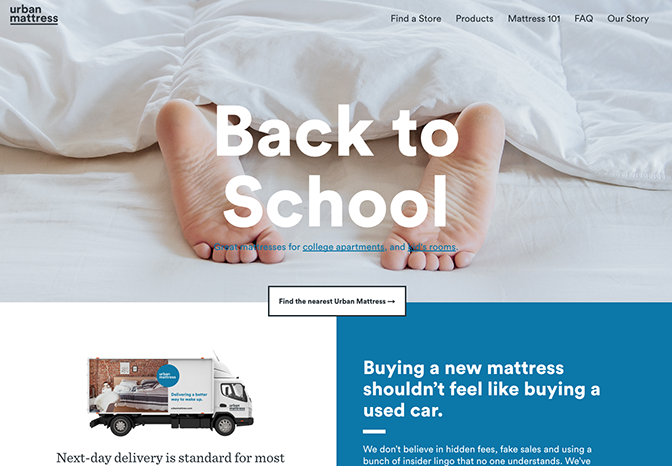 urban
mattress
Find a Store Products Mattress 101 FAQ Our Story
Back to
School
Great mattresses for college apartments, and kid's rooms.
Find the nearest Urban Mattress →
urban
mattress
Delivering a better
way to wake up.
urbanmattress.com
urban
mattress
Next-day delivery is standard for most
Buying a new mattress
shouldn’t feel like buying a
used car.
We don’t believe in hidden fees, fake sales and using a
bunch of insider lingo that no one understands. We’ve